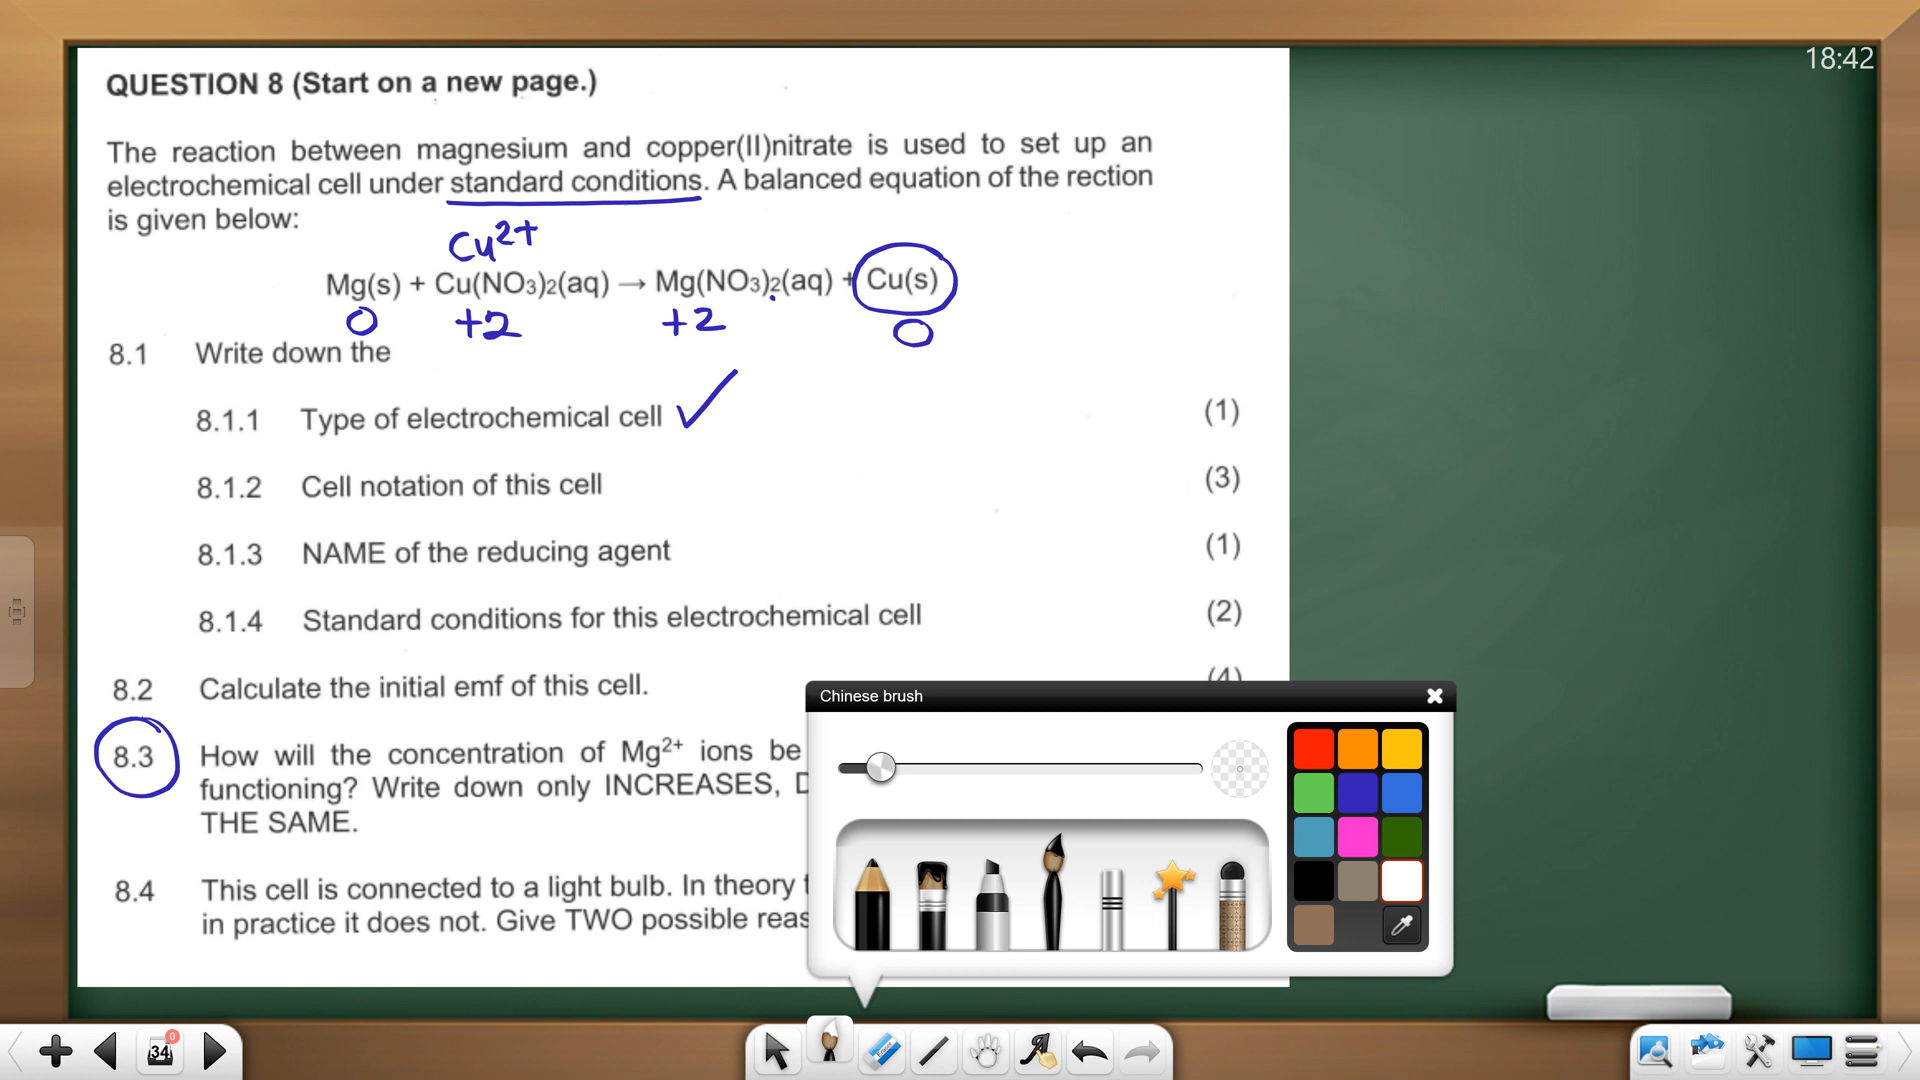 18:42
QUESTION 8 (Start on a new page.)
The reaction between magnesium and copper(II)nitrate is used to set up an
electrochemical cell under standard conditions. A balanced equation of the rection
is given below:
Cu²⁺
Mg(s) + Cu(NO₃)₂(aq) → Mg(NO₃)₂(aq) + Cu(s)
0 +2 +2 0
8.1 Write down the
8.1.1 Type of electrochemical cell (1)
8.1.2 Cell notation of this cell (3)
8.1.3 NAME of the reducing agent (1)
8.1.4 Standard conditions for this electrochemical cell (2)
8.2 Calculate the initial emf of this cell. (4)
8.3 How will the concentration of Mg²⁺ ions be
functioning? Write down only INCREASES, D
THE SAME.
8.4 This cell is connected to a light bulb. In theory
in practice it does not. Give TWO possible reas
Chinese brush
34
0
Eraser